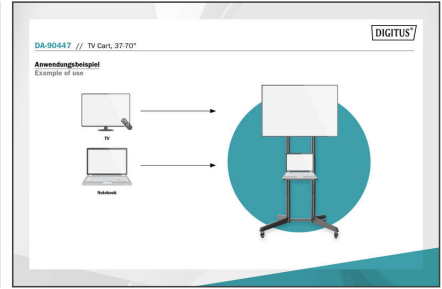 DIGITUS®
DA-90447 // TV Cart, 37-70"
Anwendungsbeispiel
Example of use
TV
Notebook